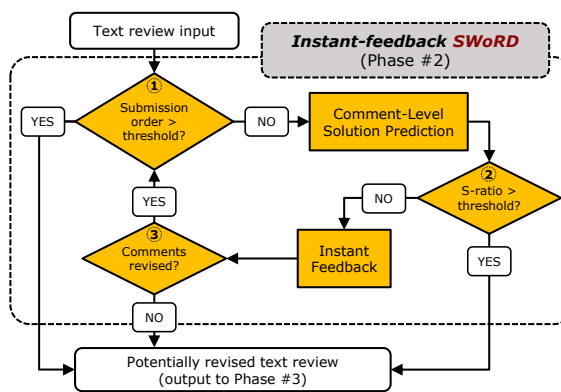 Text review input
Instant-feedback SWoRD
(Phase #2)
1
Submission
order >
threshold?
YES
NO
Comment-Level
Solution Prediction
2
S-ratio >
threshold?
NO
YES
YES
3
Comments
revised?
Instant
Feedback
NO
Potentially revised text review
(output to Phase #3)